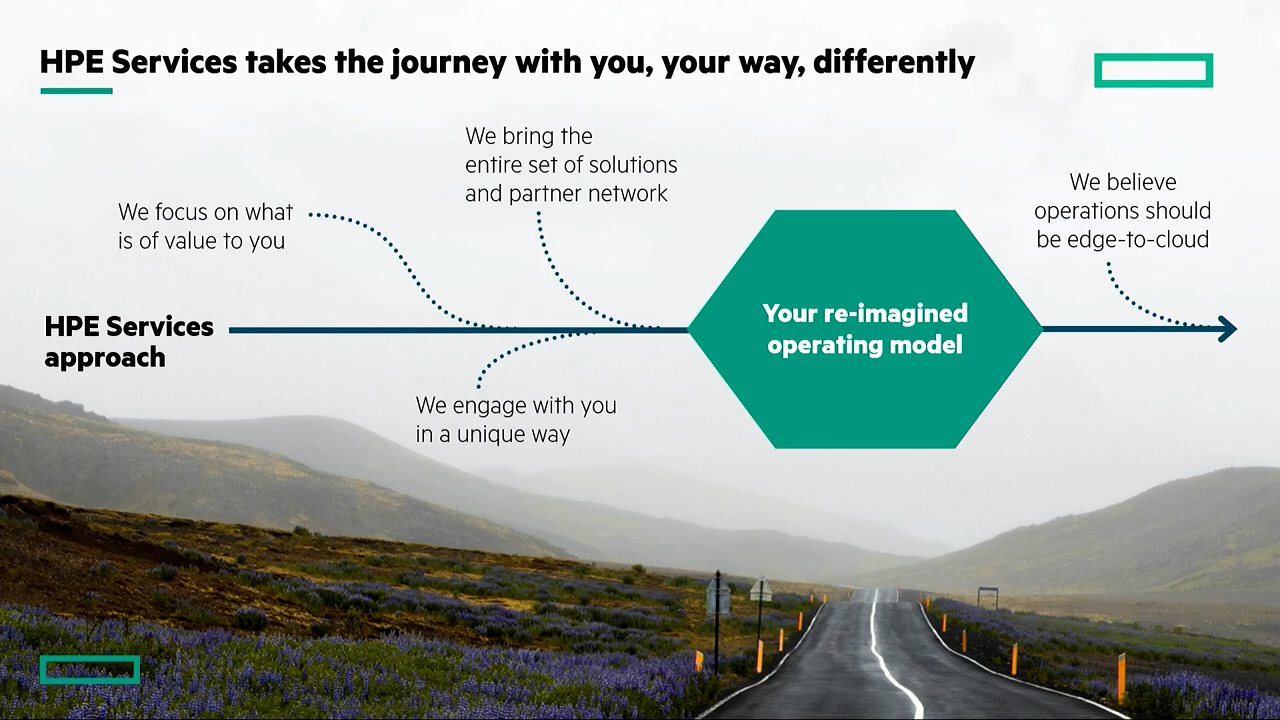 HPE Services takes the journey with you, your way, differently
We bring the
entire set of solutions
and partner network
We focus on what
is of value to you
We believe
operations should
be edge-to-cloud
HPE Services
approach
Your re-imagined
operating model
We engage with you
in a unique way